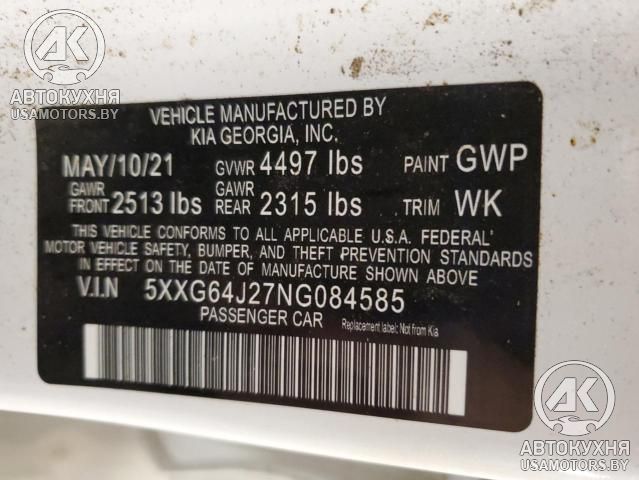 АК
АВТОКУХНЯ
USAMOTORS.BY
VEHICLE MANUFACTURED BY
KIA GEORGIA, INC.
MAY/10/21 GVWR 4497 lbs PAINT GWP
GAWR FRONT 2513 lbs GAWR REAR 2315 lbs TRIM WK
THIS VEHICLE CONFORMS TO ALL APPLICABLE U.S.A. FEDERAL
MOTOR VEHICLE SAFETY, BUMPER, AND THEFT PREVENTION STANDARDS
IN EFFECT ON THE DATE OF MANUFACTURE SHOWN ABOVE
V.I.N 5XXG64J27NG084585
PASSENGER CAR Replacement label: Not from Kia
АК
АВТОКУХНЯ
USAMOTORS.BY